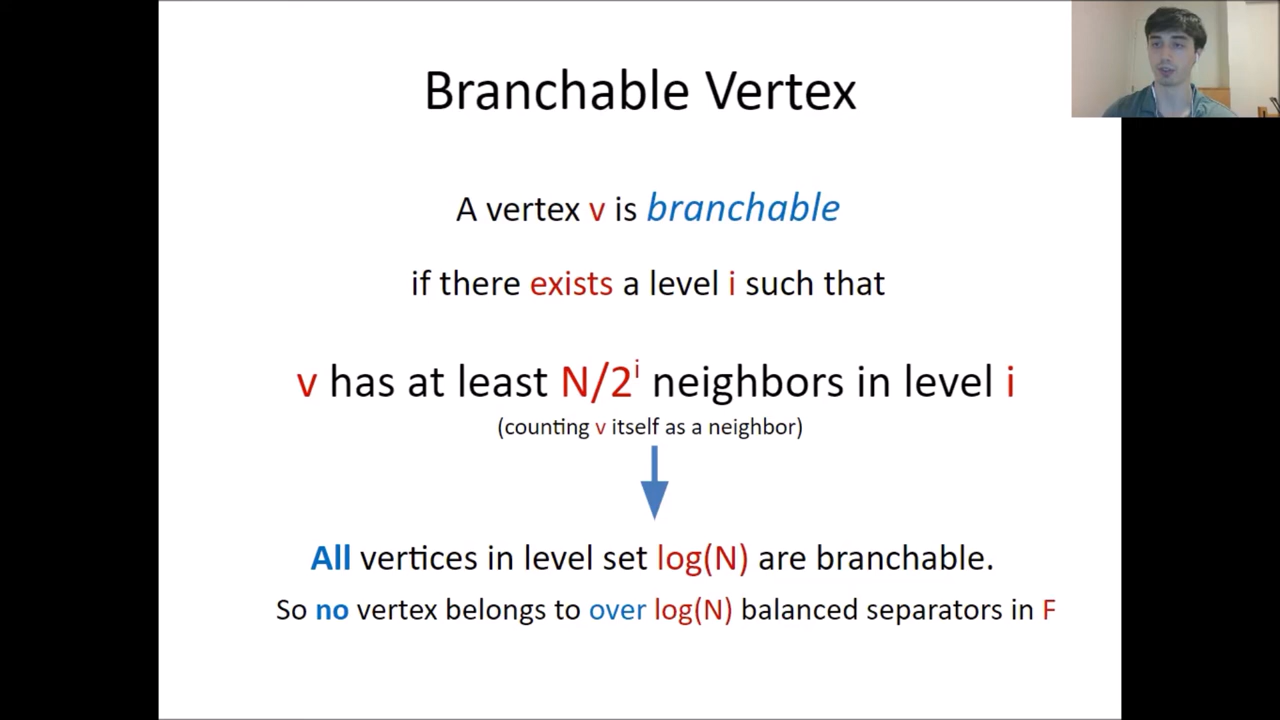 Branchable Vertex
A vertex v is branchable
if there exists a level i such that
v has at least N/2^i neighbors in level i
(counting v itself as a neighbor)
All vertices in level set log(N) are branchable.
So no vertex belongs to over log(N) balanced separators in F